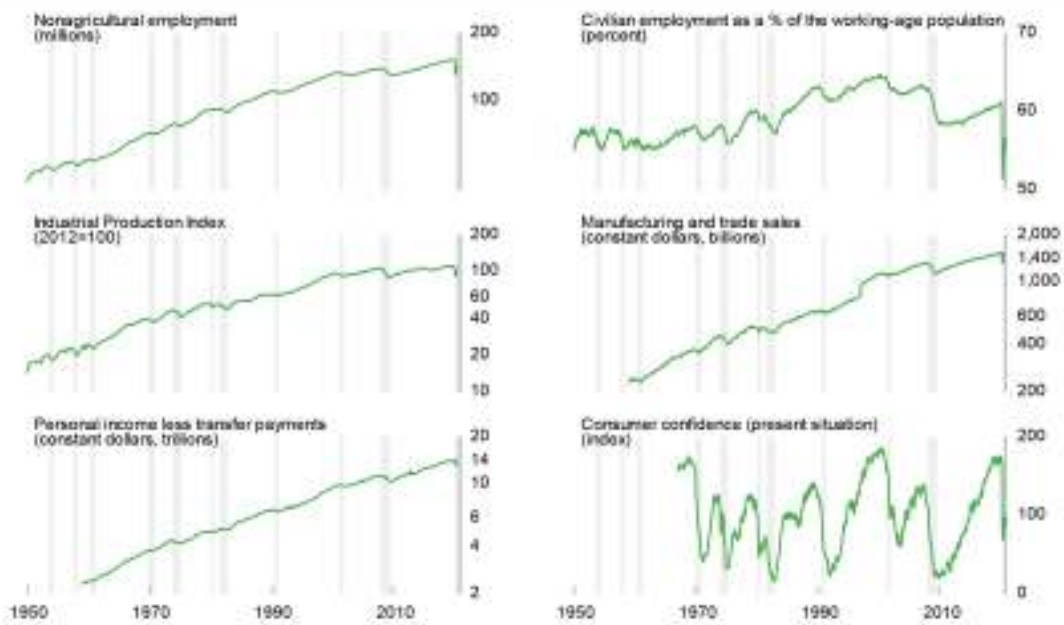 Nonagricultural employment
(millions)
200
100
Civilian employment as a % of the working-age population
(percent)
70
60
50
Industrial Production Index
(2012=100)
200
100
60
40
20
10
Manufacturing and trade sales
(constant dollars, billions)
2,000
1,400
1,000
600
400
200
Personal income less transfer payments
(constant dollars, trillions)
20
14
10
6
4
2
1950 1970 1990 2010
Consumer confidence (present situation)
(index)
200
100
0
1950 1970 1990 2010